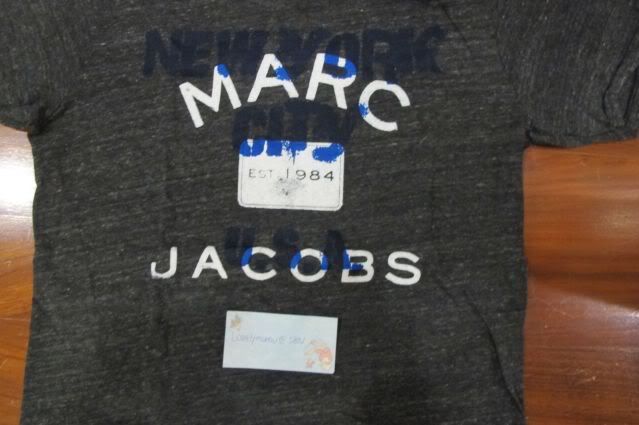 NEW YORK
MARC
CITY
EST. 1984
U.S.A.
JACOBS